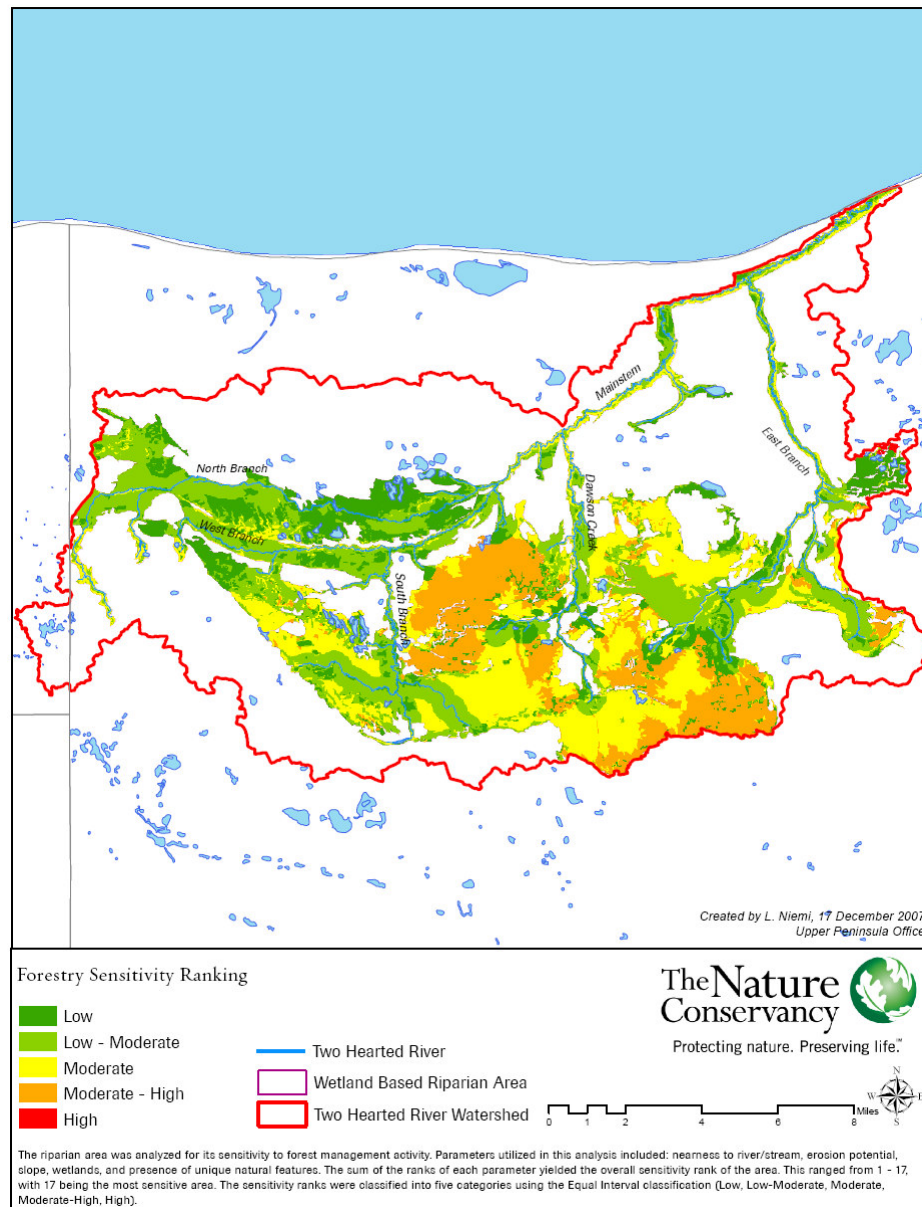 Mainstem
East Branch
North Branch
West Branch
Dawson Creek
South Branch
Created by L. Niemi, 17 December 2007
Upper Peninsula Office
Forestry Sensitivity Ranking
Low
Low - Moderate
Moderate
Moderate - High
High
Two Hearted River
Wetland Based Riparian Area
Two Hearted River Watershed
The Nature
Conservancy
Protecting nature. Preserving life.™
N
W E
S
0 0.5 1 2 4 6 8 Miles
The riparian area was analyzed for its sensitivity to forest management activity. Parameters utilized in this analysis included: nearness to river/stream, erosion potential,
slope, wetlands, and presence of unique natural features. The sum of the ranks of each parameter yielded the overall sensitivity rank of the area. This ranged from 1 - 17,
with 17 being the most sensitive area. The sensitivity ranks were classified into five categories using the Equal Interval classification (Low, Low-Moderate, Moderate,
Moderate-High, High).